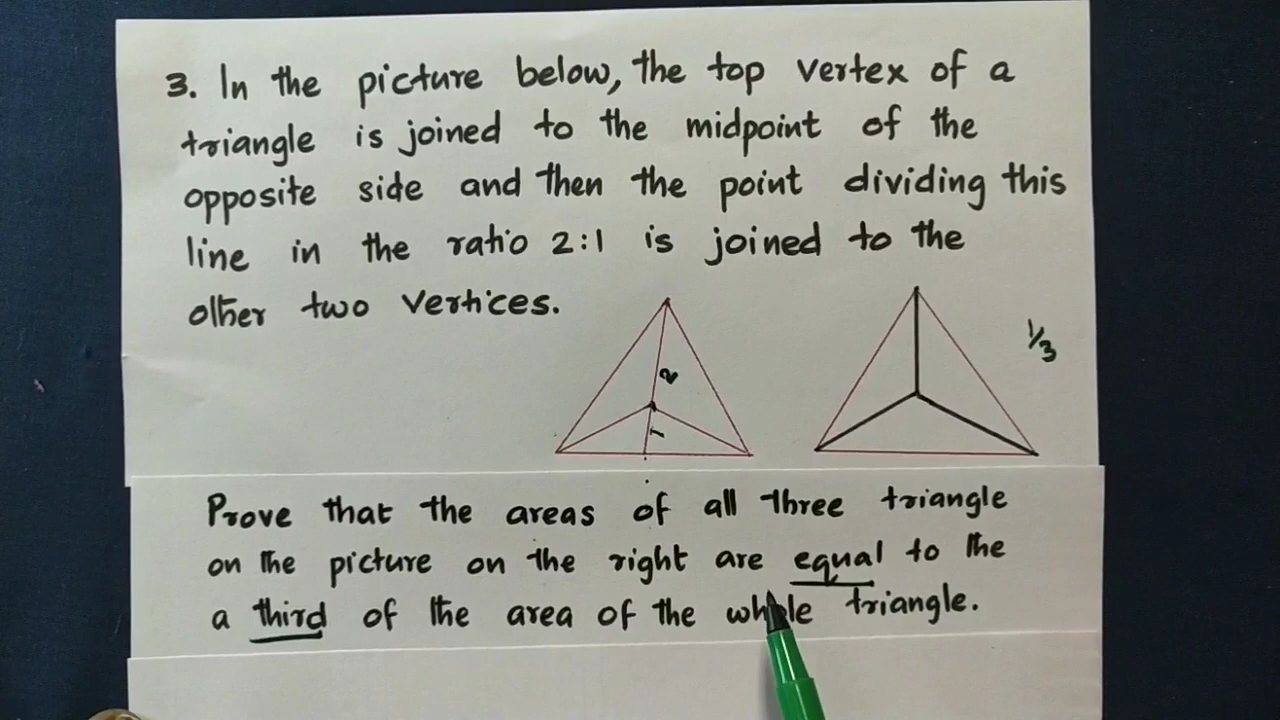 3. In the picture below, the top vertex of a
triangle is joined to the midpoint of the
opposite side and then the point dividing this
line in the ratio 2:1 is joined to the
other two vertices.
2
1
1/3
Prove that the areas of all three triangle
on the picture on the right are equal to the
a third of the area of the whole triangle.